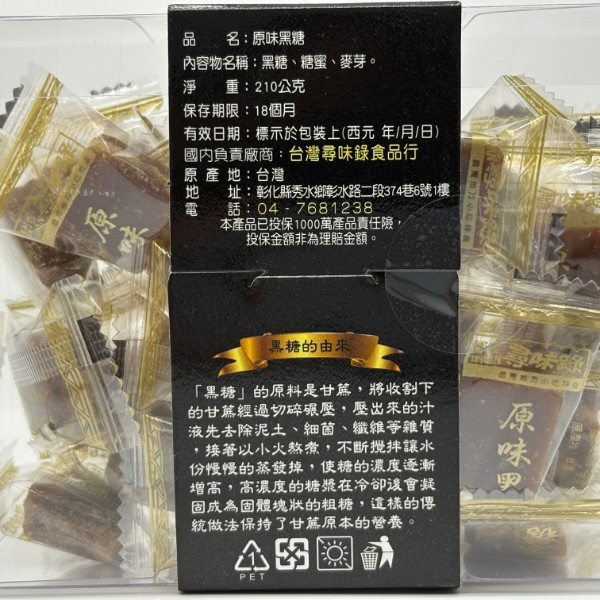 品　　名：原味黑糖
內容物名稱：黑糖、糖蜜、麥芽。
淨　　重：210公克
保存期限：18個月
有效日期：標示於包裝上(西元 年/月/日)
國內負責廠商：台灣尋味錄食品行
原 產 地：台灣
地　　址：彰化縣秀水鄉彰水路二段374巷6號1樓
電　　話：04 - 7681238
本產品已投保1000萬產品責任險，
投保金額非為理賠金額。
黑糖的由來
「黑糖」的原料是甘蔗，將收割下
的甘蔗經過切碎碾壓，壓出來的汁
液先去除泥土、細菌、纖維等雜質
，接著以小火熬煮，不斷攪拌讓水
份慢慢的蒸發掉，使糖的濃度逐漸
增高，高濃度的糖漿在冷卻後會凝
固成為固體塊狀的粗糖，這樣的傳
統做法保持了甘蔗原本的營養。
1
PET
原味
尋味錄
原味黑